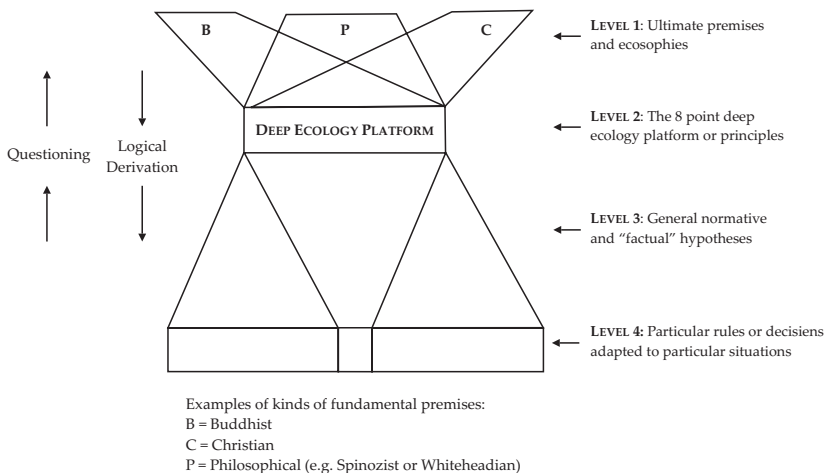 B
P
C
LEVEL 1: Ultimate premises
and ecosophies
DEEP ECOLOGY PLATFORM
LEVEL 2: The 8 point deep
ecology platform or principles
Questioning
Logical
Derivation
LEVEL 3: General normative
and “factual” hypotheses
LEVEL 4: Particular rules or decisiens
adapted to particular situations
Examples of kinds of fundamental premises:
B = Buddhist
C = Christian
P = Philosophical (e.g. Spinozist or Whiteheadian)